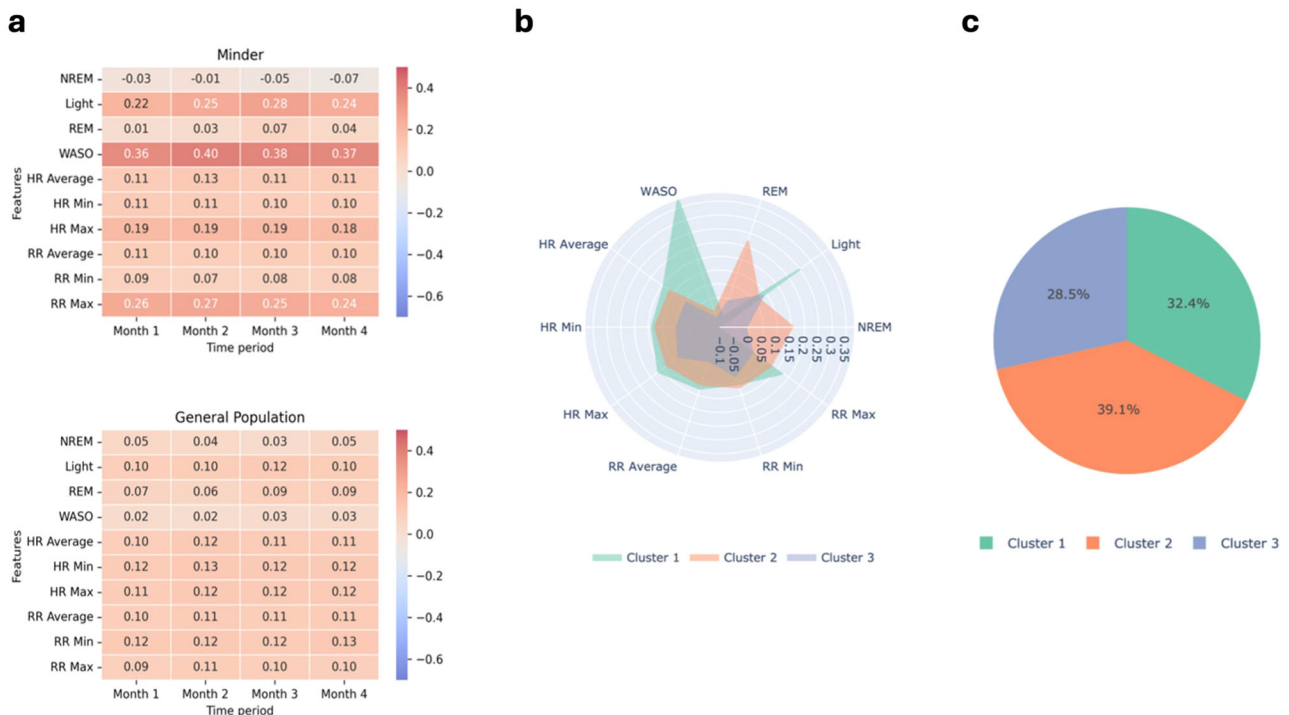 a
Minder
Features
NREM -0.03 -0.01 -0.05 -0.07
Light 0.22 0.25 0.28 0.24
REM 0.01 0.03 0.07 0.04
WASO 0.36 0.40 0.38 0.37
HR Average 0.11 0.13 0.11 0.11
HR Min 0.11 0.11 0.10 0.10
HR Max 0.19 0.19 0.19 0.18
RR Average 0.11 0.10 0.10 0.10
RR Min 0.09 0.07 0.08 0.08
RR Max 0.26 0.27 0.25 0.24
Month 1 Month 2 Month 3 Month 4
Time period
0.4
0.2
0.0
−0.2
−0.4
−0.6
General Population
Features
NREM 0.05 0.04 0.03 0.05
Light 0.10 0.10 0.12 0.10
REM 0.07 0.06 0.09 0.09
WASO 0.02 0.02 0.03 0.03
HR Average 0.10 0.12 0.11 0.11
HR Min 0.12 0.13 0.12 0.12
HR Max 0.11 0.12 0.12 0.12
RR Average 0.10 0.11 0.11 0.11
RR Min 0.12 0.12 0.12 0.13
RR Max 0.09 0.11 0.10 0.10
Month 1 Month 2 Month 3 Month 4
Time period
0.4
0.2
0.0
−0.2
−0.4
−0.6
b
WASO REM
HR Average Light
HR Min NREM
−0.1 −0.05 0 0.05 0.1 0.15 0.2 0.25 0.3 0.35
HR Max RR Max
RR Average RR Min
Cluster 1 Cluster 2 Cluster 3
c
28.5% 32.4%
39.1%
Cluster 1 Cluster 2 Cluster 3